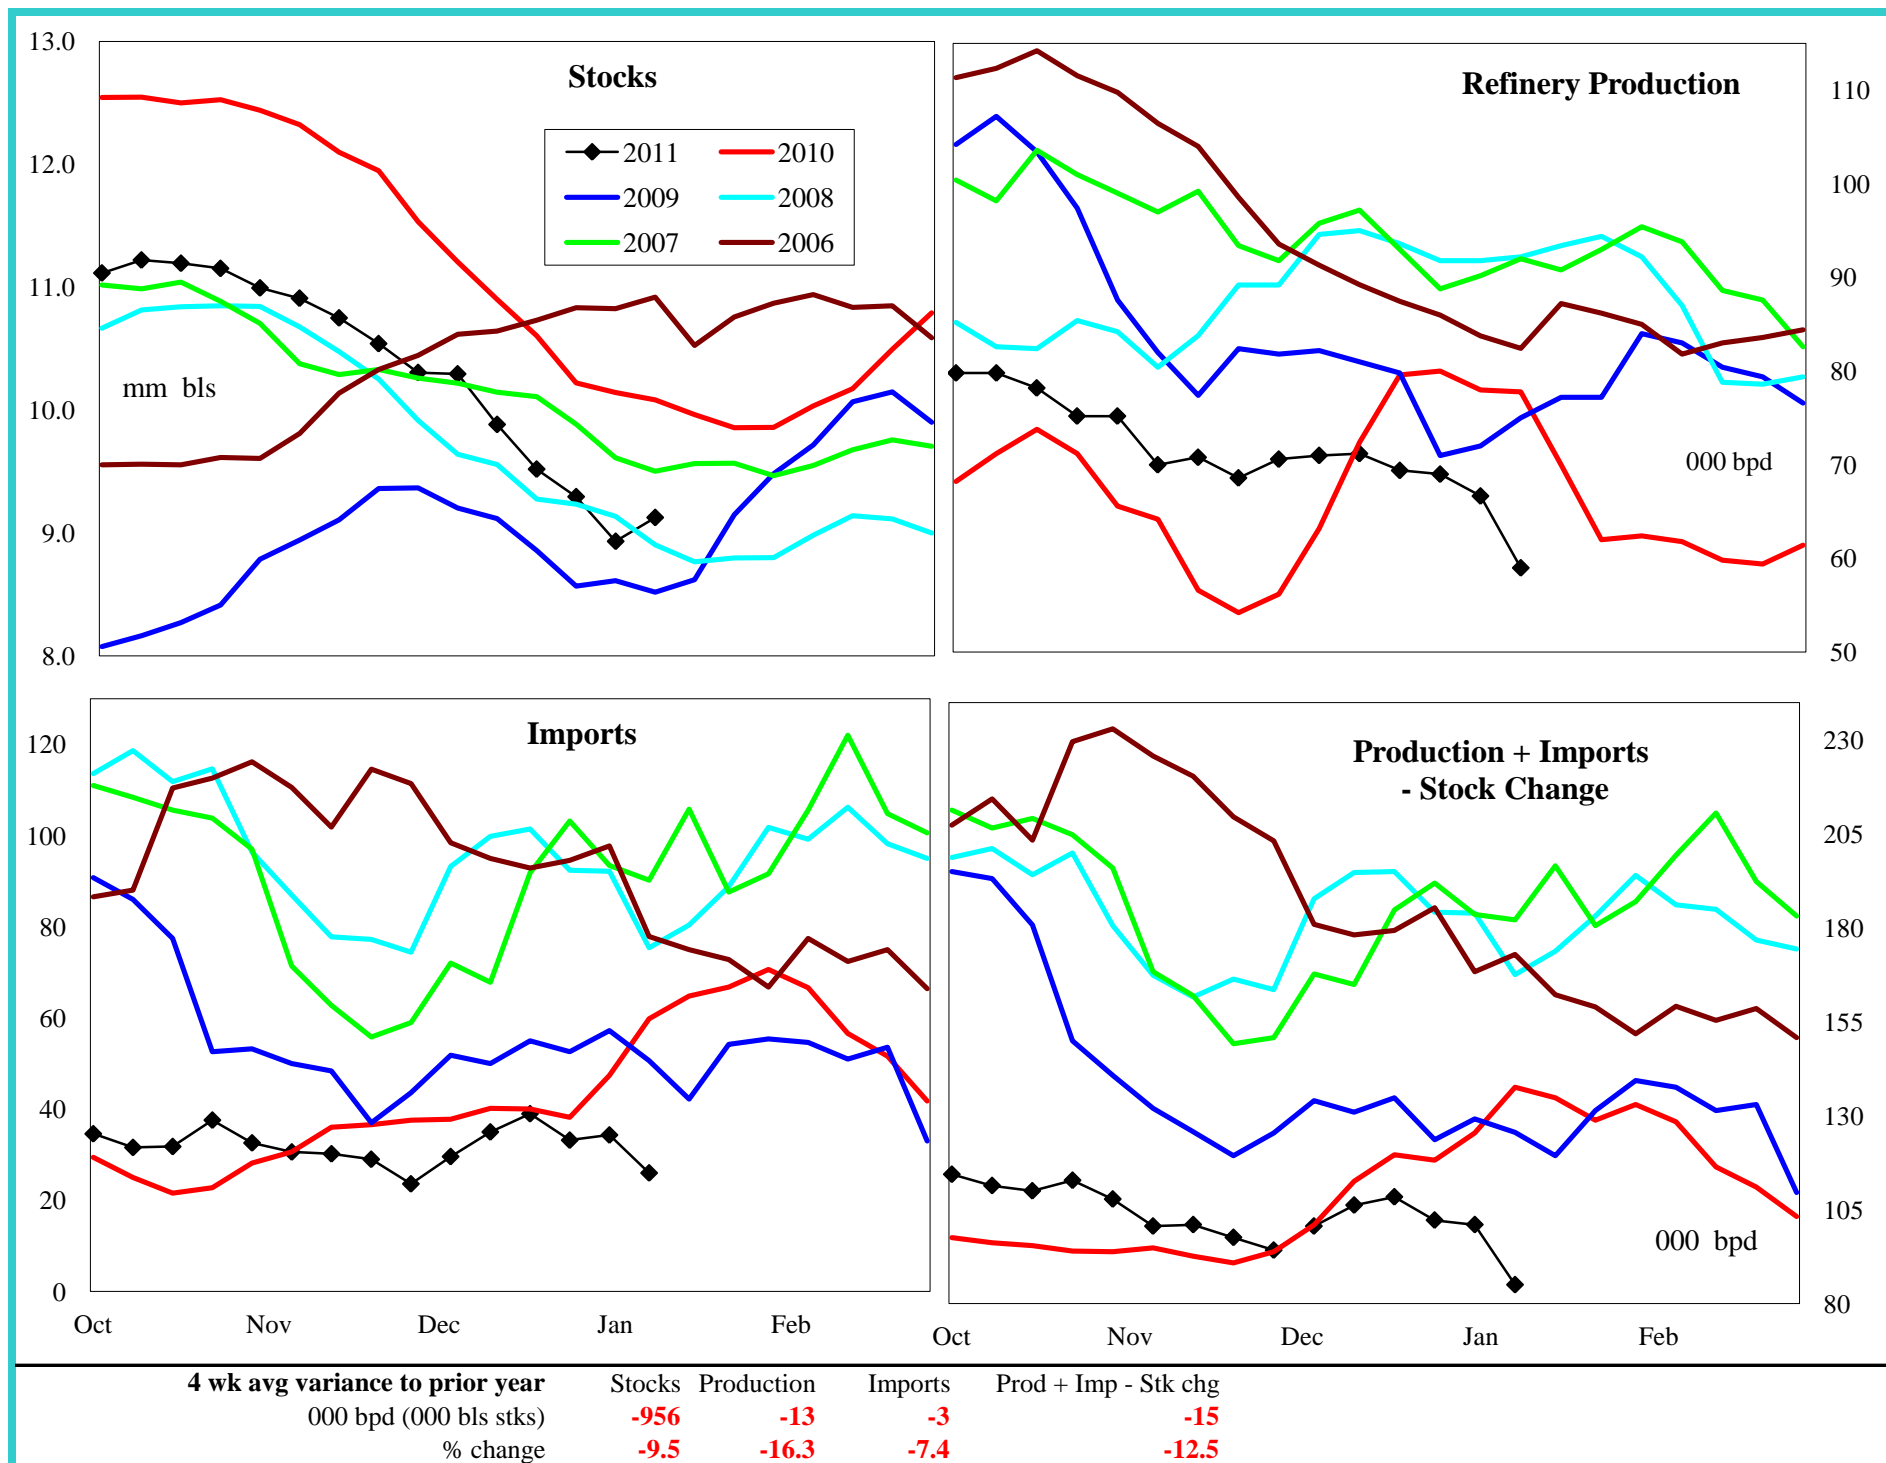 Stocks
13.0
12.0
11.0
10.0
9.0
8.0
2011 2010
2009 2008
2007 2006
mm bls
Refinery Production
110
100
90
80
70
60
50
000 bpd
Imports
120
100
80
60
40
20
0
Oct Nov Dec Jan Feb
Production + Imports
- Stock Change
230
205
180
155
130
105
80
000 bpd
Oct Nov Dec Jan Feb
4 wk avg variance to prior year Stocks Production Imports Prod + Imp - Stk chg
000 bpd (000 bls stks) -956 -13 -3 -15
% change -9.5 -16.3 -7.4 -12.5